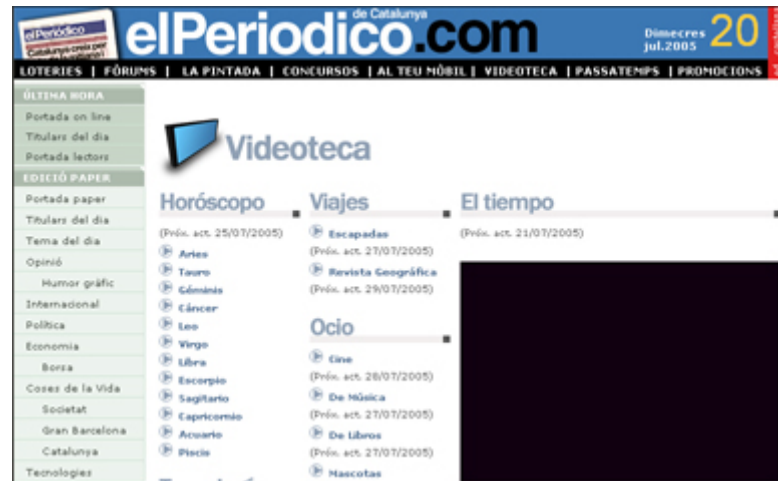 elPeriódico
de Catalunya
elPeriodico.com
Dimecres 20
jul.2005
LOTERIES | FÒRUMS | LA PINTADA | CONCURSOS | AL TEU MÒBIL | VIDEOTECA | PASSATEMPS | PROMOCIONS
ÚLTIMA HORA
Portada on line
Titulars del dia
Portada lectors
EDICIÓ PAPER
Portada paper
Titulars del dia
Tema del dia
Opinió
Humor gràfic
Internacional
Política
Economia
Borsa
Coses de la Vida
Societat
Gran Barcelona
Catalunya
Tecnologies
Videoteca
Horóscopo
(Próx. act. 25/07/2005)
Aries
Tauro
Géminis
Cáncer
Leo
Virgo
Libra
Escorpio
Sagitario
Capricornio
Acuario
Piscis
Viajes
Escapadas
(Próx. act. 27/07/2005)
Revista Geográfica
(Próx. act. 29/07/2005)
Ocio
Cine
(Próx. act. 28/07/2005)
De Música
(Próx. act. 27/07/2005)
De Libros
(Próx. act. 27/07/2005)
Mascotas
El tiempo
(Próx. act. 21/07/2005)